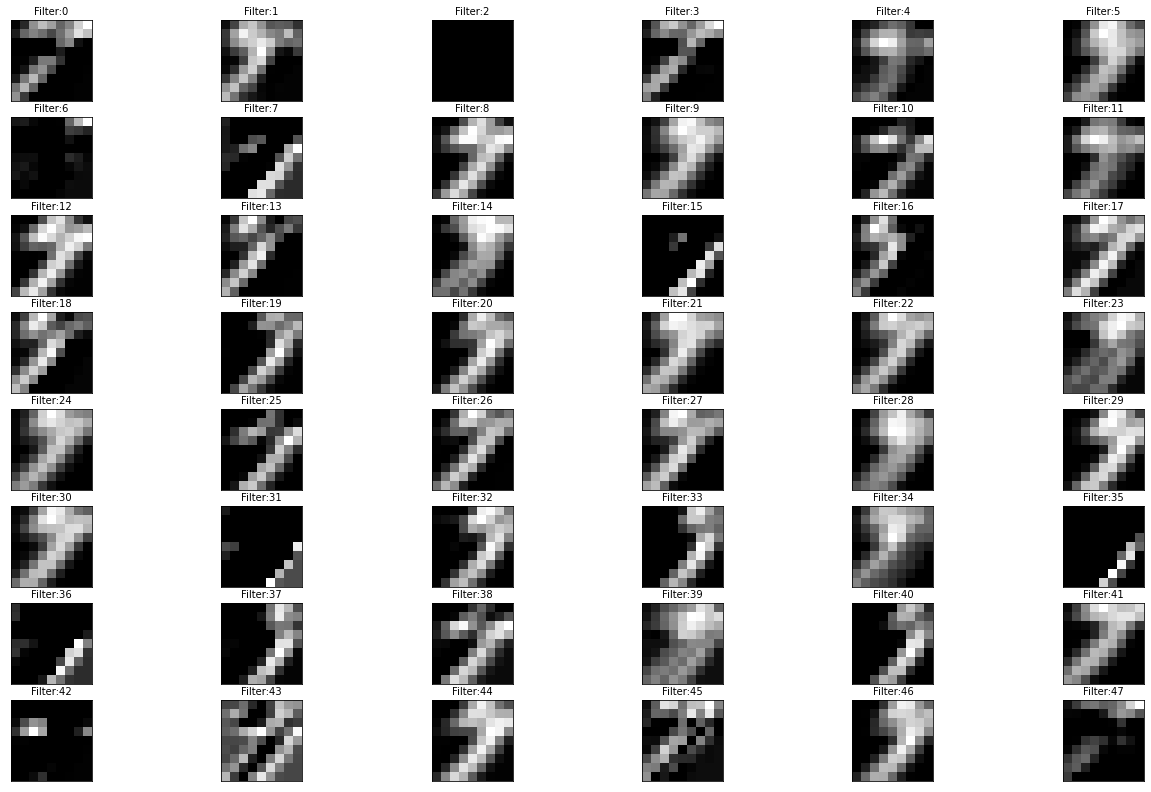 Filter:0 Filter:1 Filter:2 Filter:3 Filter:4 Filter:5
Filter:6 Filter:7 Filter:8 Filter:9 Filter:10 Filter:11
Filter:12 Filter:13 Filter:14 Filter:15 Filter:16 Filter:17
Filter:18 Filter:19 Filter:20 Filter:21 Filter:22 Filter:23
Filter:24 Filter:25 Filter:26 Filter:27 Filter:28 Filter:29
Filter:30 Filter:31 Filter:32 Filter:33 Filter:34 Filter:35
Filter:36 Filter:37 Filter:38 Filter:39 Filter:40 Filter:41
Filter:42 Filter:43 Filter:44 Filter:45 Filter:46 Filter:47